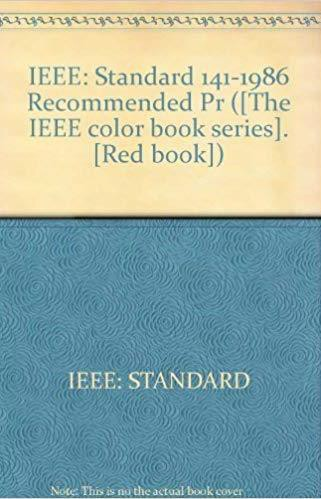 IEEE: Standard 141-1986
Recommended Pr ([The
IEEE color book series].
[Red book])
IEEE: STANDARD
Note: This is no the actual book cover